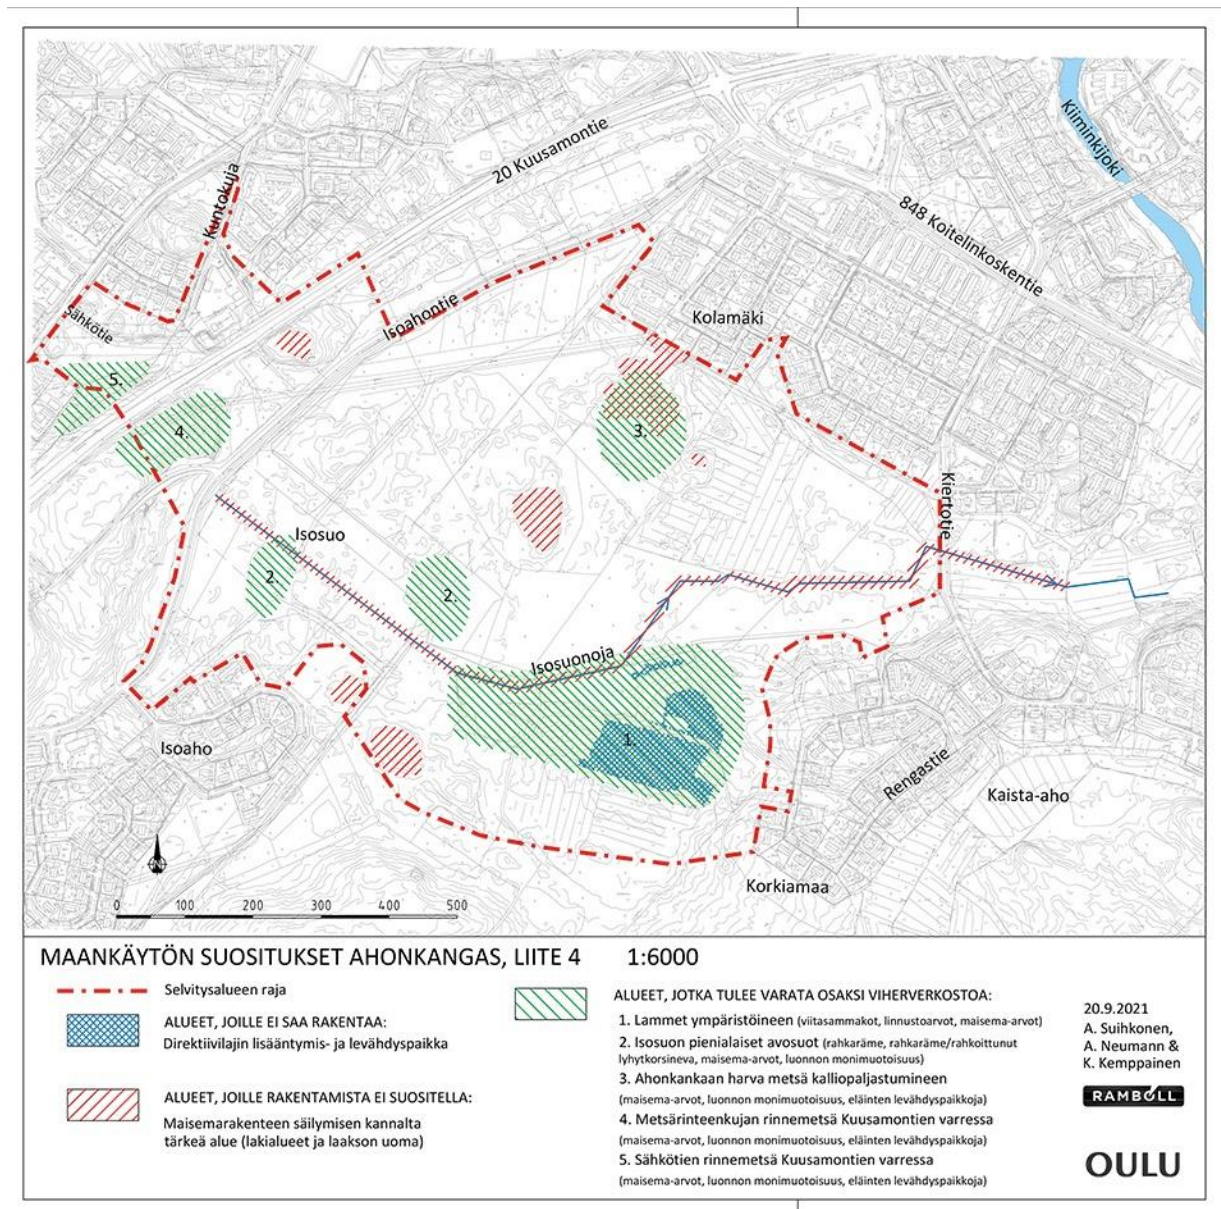 Kiiminkijoki
20 Kuusamontie
Kuntokuja
848 Koitelinkoskentie
Isoahontie
Kolamäki
Sähkötie
5.
4.
3.
Kiertotie
Isosuo
2.
2.
Isosuonoja
1.
Isoaho
Rengastie
Kaista-aho
Korkiamaa
N
0 100 200 300 400 500
MAANKÄYTÖN SUOSITUKSET AHONKANGAS, LIITE 4 1:6000
Selvitysalueen raja
ALUEET, JOILLE EI SAA RAKENTAA:
Direktiivilajin lisääntymis- ja levähdyspaikka
ALUEET, JOILLE RAKENTAMISTA EI SUOSITELLA:
Maisemarakenteen säilymisen kannalta
tärkeä alue (lakialueet ja laakson uoma)
ALUEET, JOTKA TULEE VARATA OSAKSI VIHERVERKOSTOA:
1. Lammet ympäristöineen (viitasammakot, linnustoarvot, maisema-arvot)
2. Isosuon pienialaiset avosuot (rahkaräme, rahkaräme/rahkoittunut
lyhytkorsineva, maisema-arvot, luonnon monimuotoisuus)
3. Ahonkankaan harva metsä kalliopaljastumineen
(maisema-arvot, luonnon monimuotoisuus, eläinten levähdyspaikkoja)
4. Metsärinteenkujan rinnemetsä Kuusamontien varressa
(maisema-arvot, luonnon monimuotoisuus, eläinten levähdyspaikkoja)
5. Sähkötien rinnemetsä Kuusamontien varressa
(maisema-arvot, luonnon monimuotoisuus, eläinten levähdyspaikkoja)
20.9.2021
A. Suihkonen,
A. Neumann &
K. Kemppainen
RAMBOLL
OULU